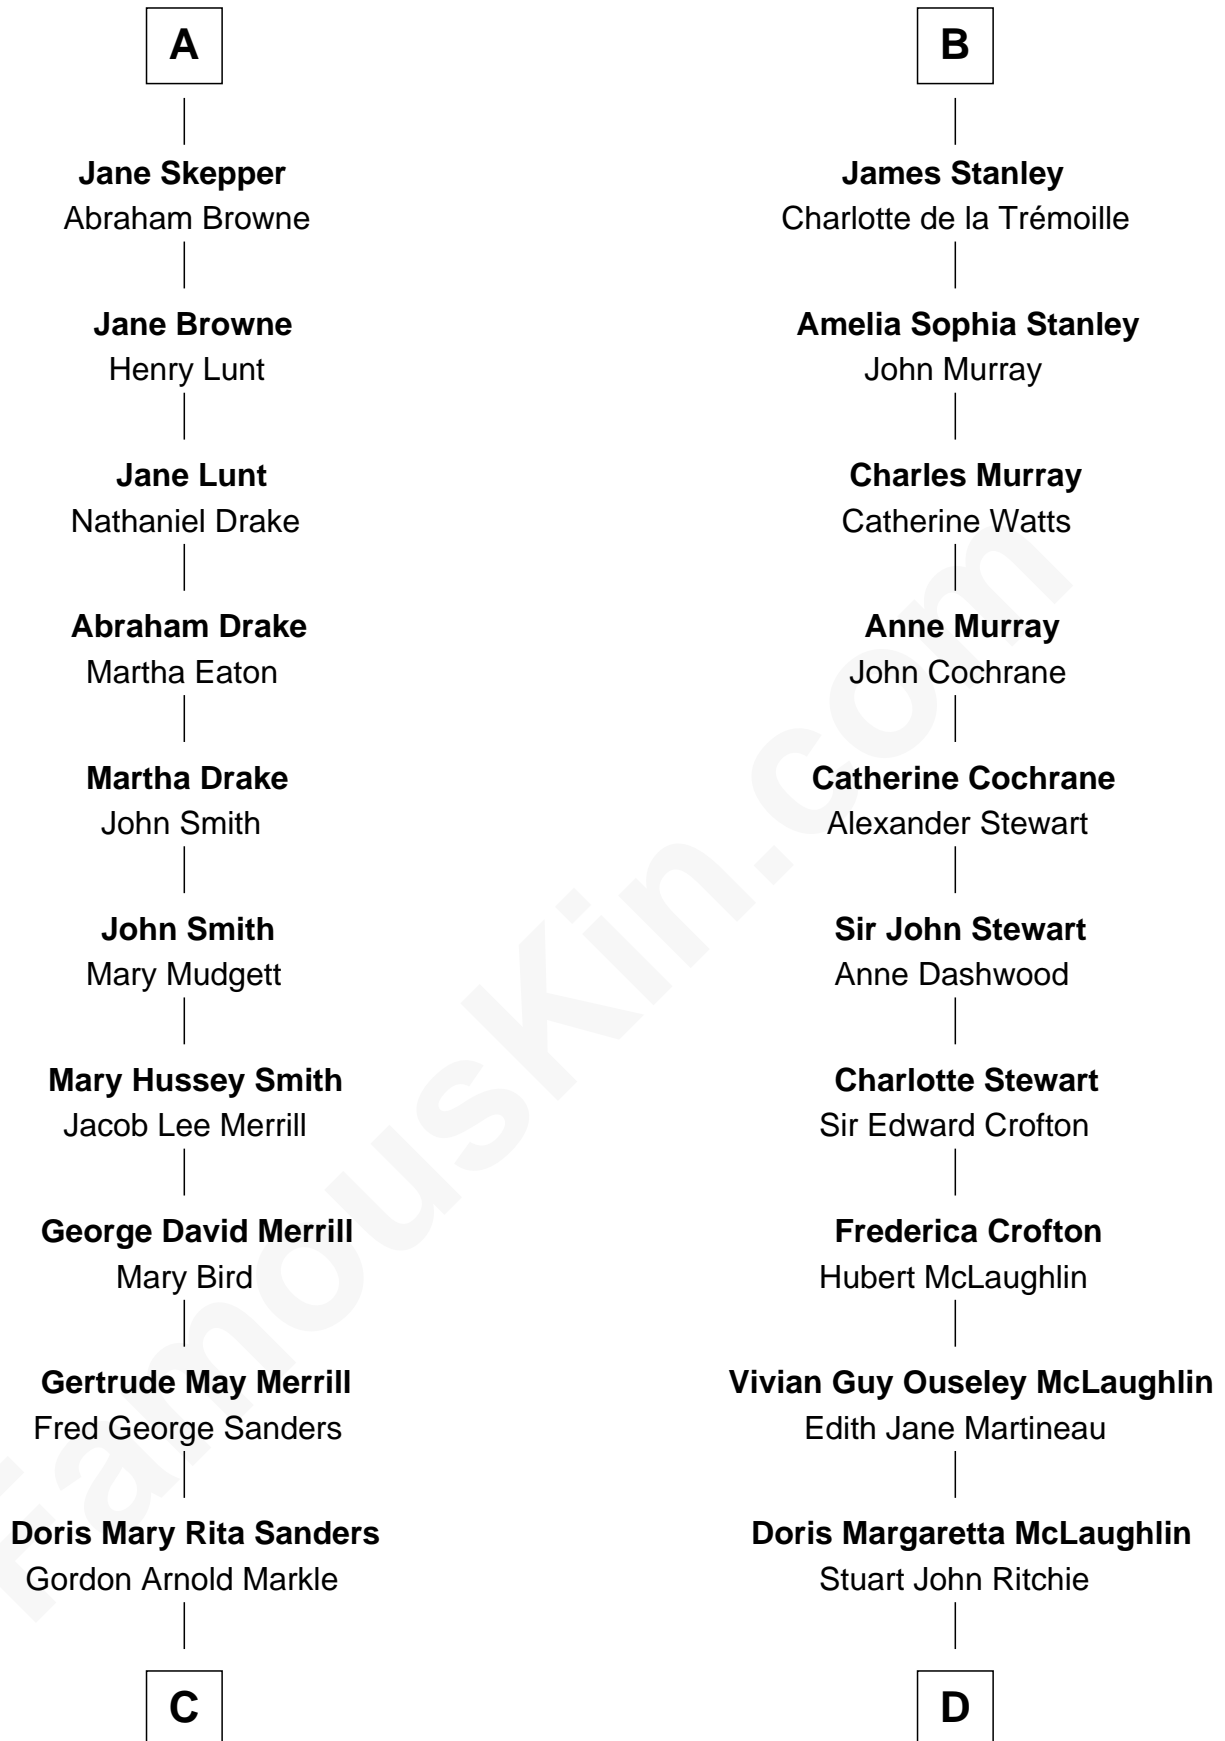 A
Jane Skepper
Abraham Browne
Jane Browne
Henry Lunt
Jane Lunt
Nathaniel Drake
Abraham Drake
Martha Eaton
Martha Drake
John Smith
John Smith
Mary Mudgett
Mary Hussey Smith
Jacob Lee Merrill
George David Merrill
Mary Bird
Gertrude May Merrill
Fred George Sanders
Doris Mary Rita Sanders
Gordon Arnold Markle
C
B
James Stanley
Charlotte de la Trémoille
Amelia Sophia Stanley
John Murray
Charles Murray
Catherine Watts
Anne Murray
John Cochrane
Catherine Cochrane
Alexander Stewart
Sir John Stewart
Anne Dashwood
Charlotte Stewart
Sir Edward Crofton
Frederica Crofton
Hubert McLaughlin
Vivian Guy Ouseley McLaughlin
Edith Jane Martineau
Doris Margaretta McLaughlin
Stuart John Ritchie
D
FamousKin.com